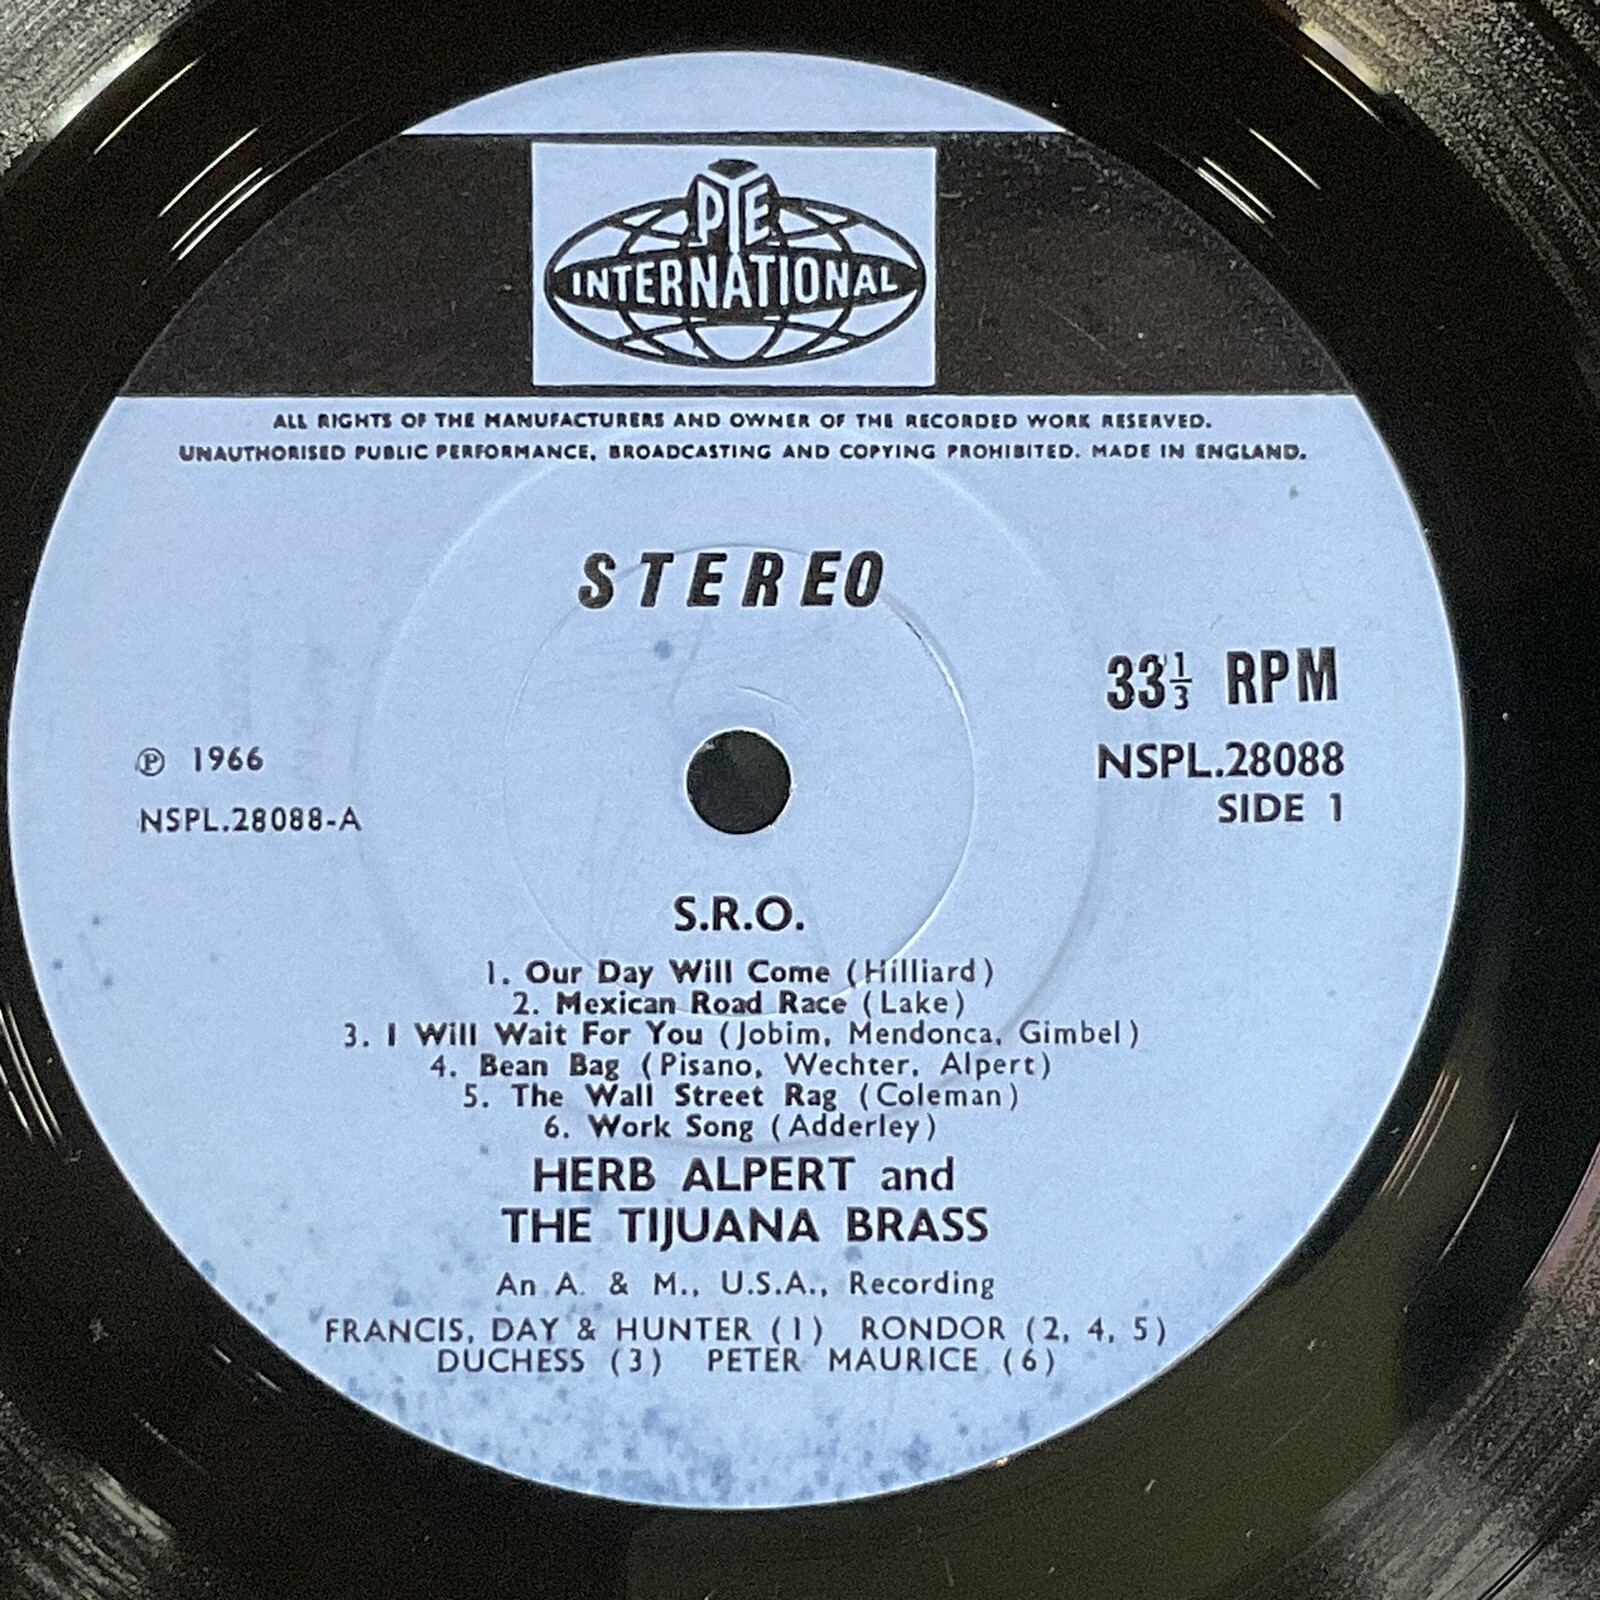 PYE
INTERNATIONAL
ALL RIGHTS OF THE MANUFACTURERS AND OWNER OF THE RECORDED WORK RESERVED.
UNAUTHORISED PUBLIC PERFORMANCE, BROADCASTING AND COPYING PROHIBITED. MADE IN ENGLAND.
STEREO
33⅓ RPM
℗ 1966
NSPL.28088
NSPL.28088-A
SIDE 1
S.R.O.
1. Our Day Will Come (Hilliard)
2. Mexican Road Race (Lake)
3. I Will Wait For You (Jobim, Mendonca, Gimbel)
4. Bean Bag (Pisano, Wechter, Alpert)
5. The Wall Street Rag (Coleman)
6. Work Song (Adderley)
HERB ALPERT and
THE TIJUANA BRASS
An A. & M., U.S.A., Recording
FRANCIS, DAY & HUNTER (1) RONDOR (2, 4, 5)
DUCHESS (3) PETER MAURICE (6)